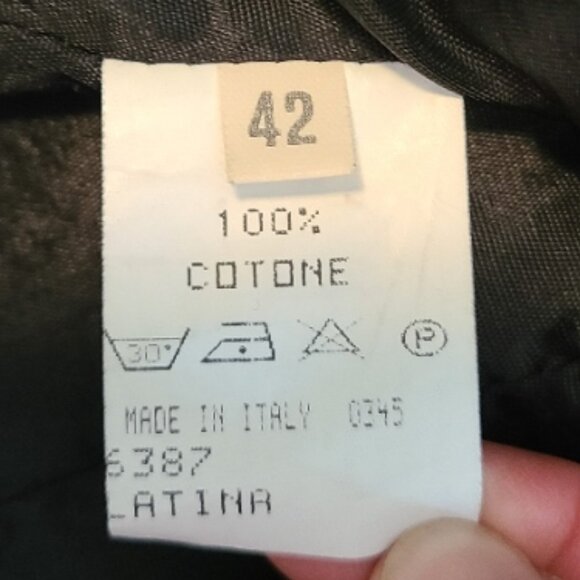 42
100%
COTONE
30°
P
MADE IN ITALY 0345
6387
LATINA